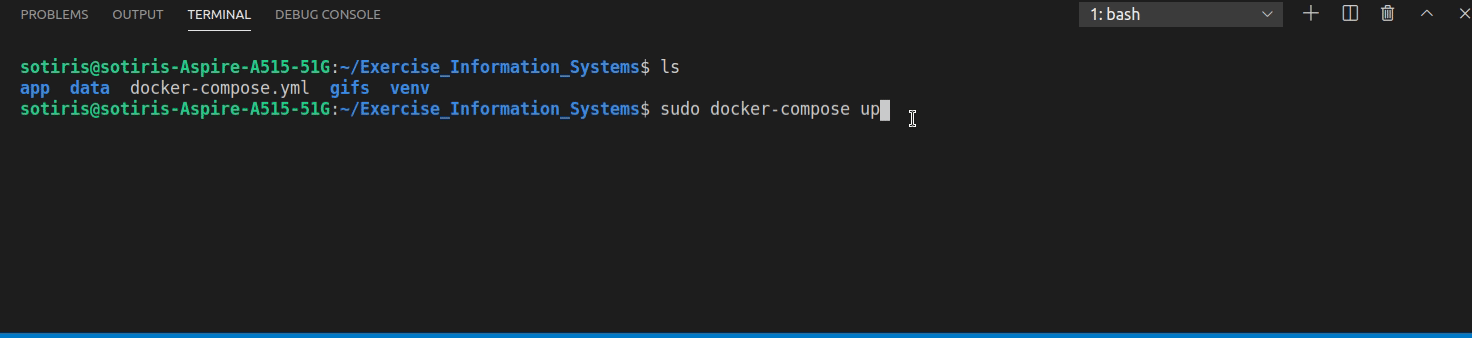 PROBLEMS OUTPUT TERMINAL DEBUG CONSOLE 1: bash
sotiris@sotiris-Aspire-A515-51G:~/Exercise_Information_Systems$ ls
app data docker-compose.yml gifs venv
sotiris@sotiris-Aspire-A515-51G:~/Exercise_Information_Systems$ sudo docker-compose up